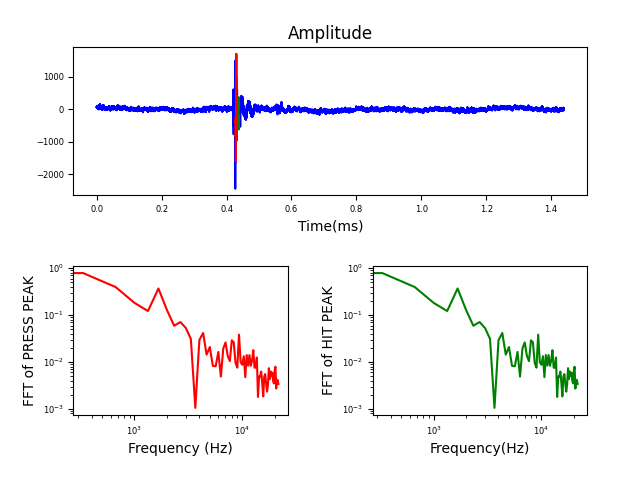 Amplitude
1000
0
−1000
−2000
0.0 0.2 0.4 0.6 0.8 1.0 1.2 1.4
Time(ms)
FFT of PRESS PEAK
10⁰
10⁻¹
10⁻²
10⁻³
10³ 10⁴
Frequency (Hz)
FFT of HIT PEAK
10⁰
10⁻¹
10⁻²
10⁻³
10³ 10⁴
Frequency(Hz)